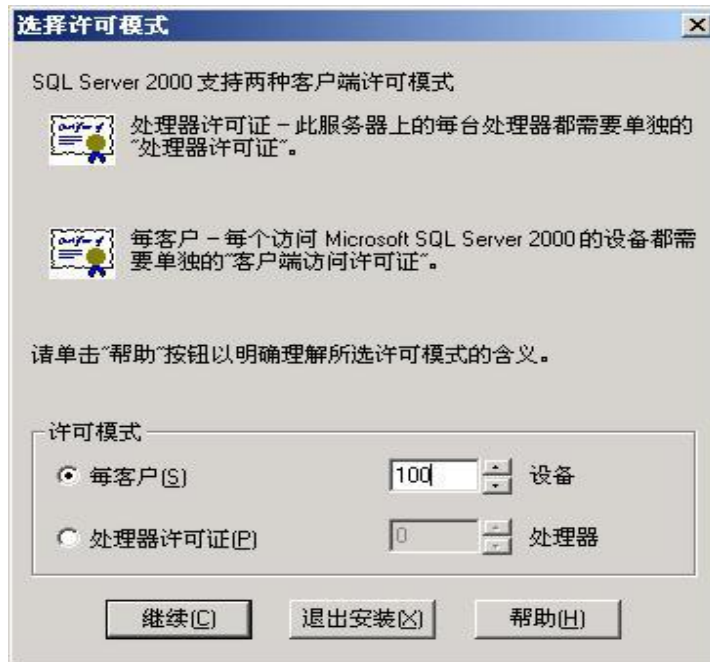 选择许可模式
SQL Server 2000 支持两种客户端许可模式
处理器许可证 - 此服务器上的每台处理器都需要单独的
"处理器许可证"。
每客户 - 每个访问 Microsoft SQL Server 2000 的设备都需
要单独的"客户端访问许可证"。
请单击"帮助"按钮以明确理解所选许可模式的含义。
许可模式
每客户(S) 100 设备
处理器许可证(P) 0 处理器
继续(C) 退出安装(X) 帮助(H)